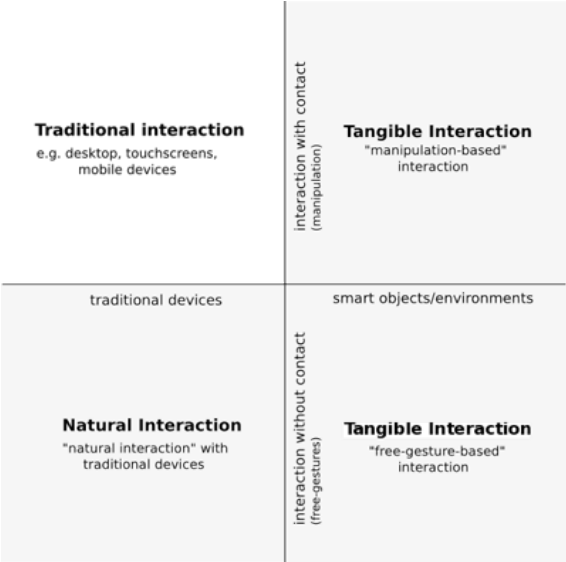 Traditional interaction
e.g. desktop, touchscreens,
mobile devices
interaction with contact
(manipulation)
Tangible Interaction
"manipulation-based"
interaction
traditional devices
smart objects/environments
Natural Interaction
"natural interaction" with
traditional devices
interaction without contact
(free-gestures)
Tangible Interaction
"free-gesture-based"
interaction